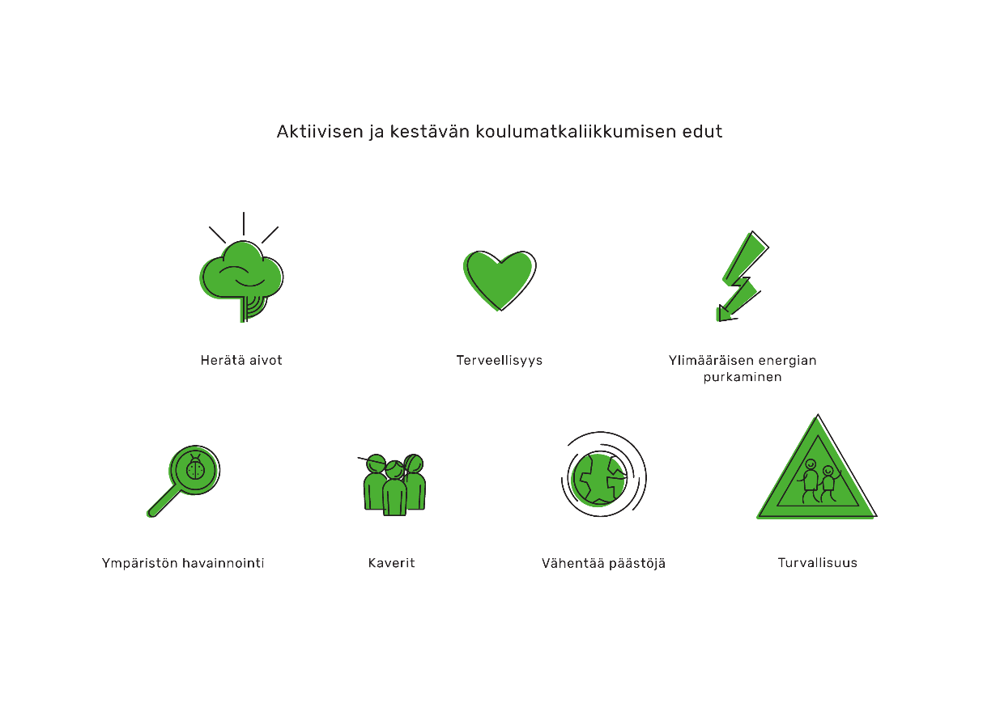 Aktiivisen ja kestävän koulumatkaliikkumisen edut
Herätä aivot
Terveellisyys
Ylimääräisen energian
purkaminen
Ympäristön havainnointi
Kaverit
Vähentää päästöjä
Turvallisuus